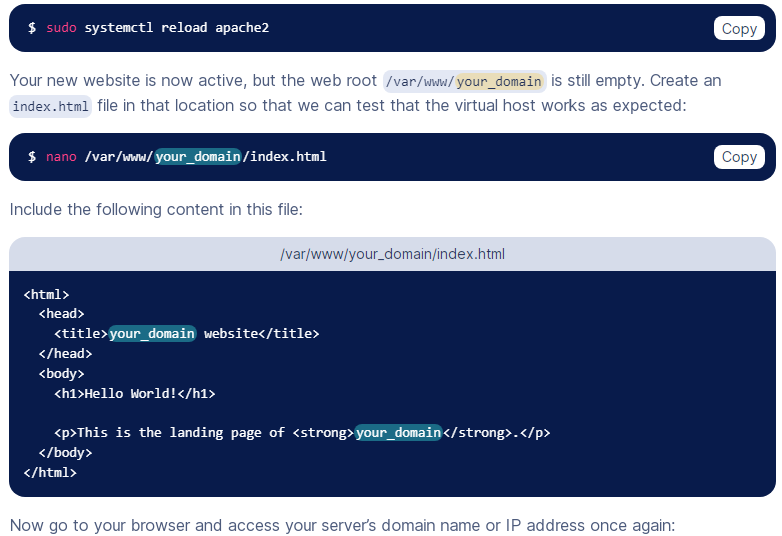 $ sudo systemctl reload apache2 Copy
Your new website is now active, but the web root /var/www/your_domain is still empty. Create an
index.html file in that location so that we can test that the virtual host works as expected:
$ nano /var/www/your_domain/index.html Copy
Include the following content in this file:
/var/www/your_domain/index.html
<html>
  <head>
    <title>your_domain website</title>
  </head>
  <body>
    <h1>Hello World!</h1>

    <p>This is the landing page of <strong>your_domain</strong>.</p>
  </body>
</html>
Now go to your browser and access your server’s domain name or IP address once again: